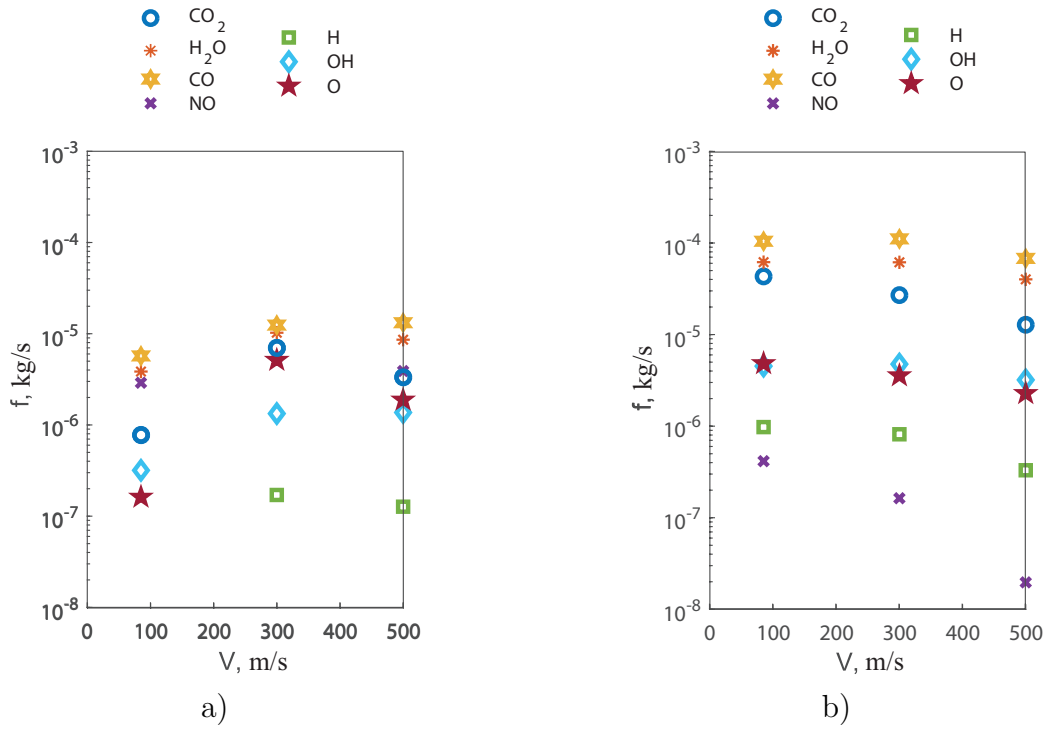 CO2
H2O
CO
NO
H
OH
O
10^-3
10^-4
10^-5
10^-6
10^-7
10^-8
f, kg/s
0 100 200 300 400 500
V, m/s
a)
CO2
H2O
CO
NO
H
OH
O
10^-3
10^-4
10^-5
10^-6
10^-7
10^-8
f, kg/s
0 100 200 300 400 500
V, m/s
b)